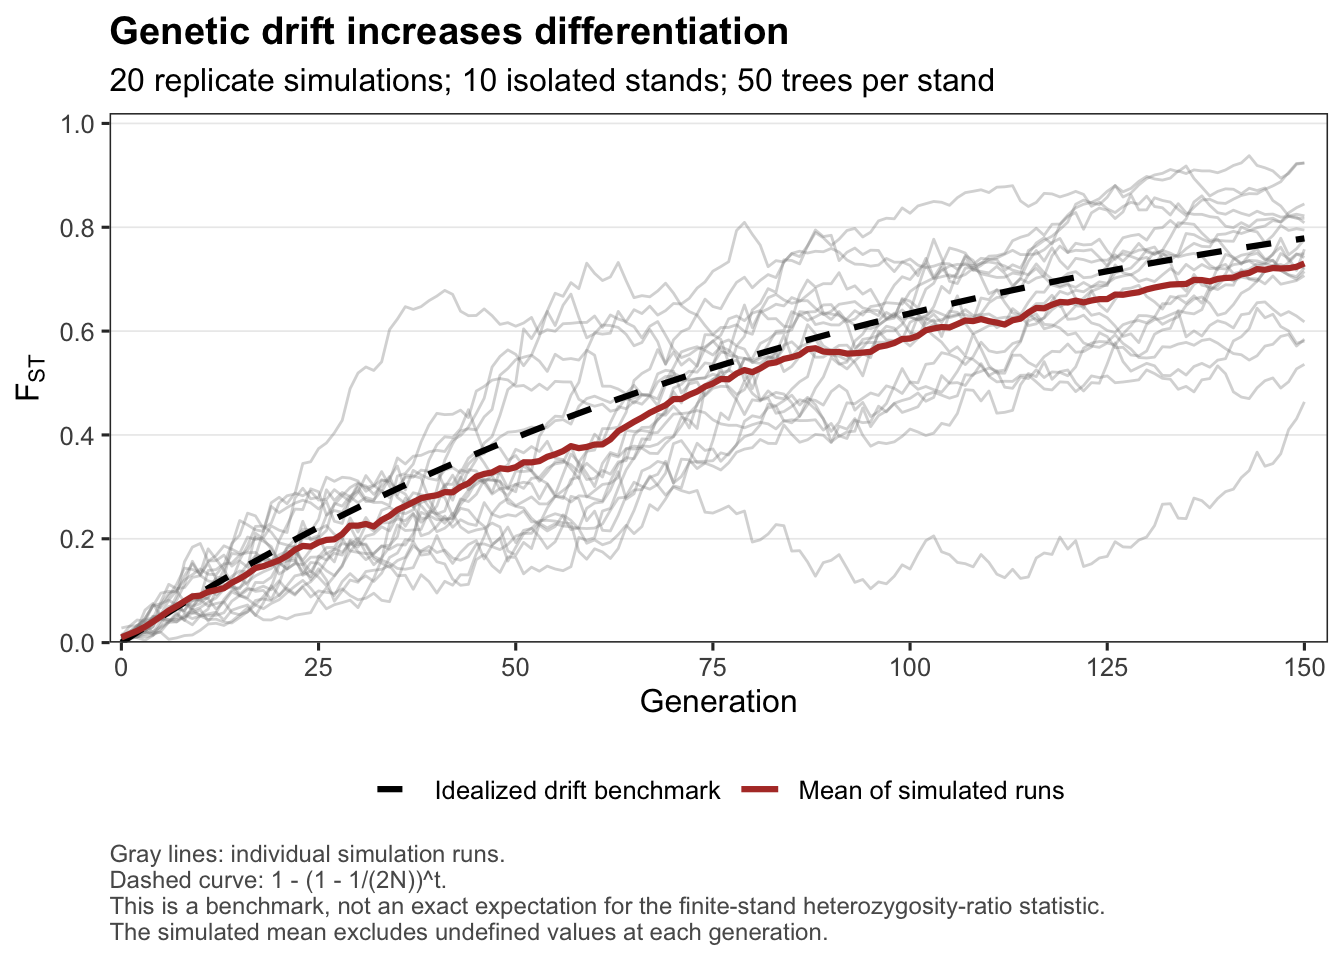 Genetic drift increases differentiation
20 replicate simulations; 10 isolated stands; 50 trees per stand
1.0
0.8
0.6
0.4
0.2
0.0
FST
0 25 50 75 100 125 150
Generation
Idealized drift benchmark Mean of simulated runs
Gray lines: individual simulation runs.
Dashed curve: 1 - (1 - 1/(2N))^t.
This is a benchmark, not an exact expectation for the finite-stand heterozygosity-ratio statistic.
The simulated mean excludes undefined values at each generation.